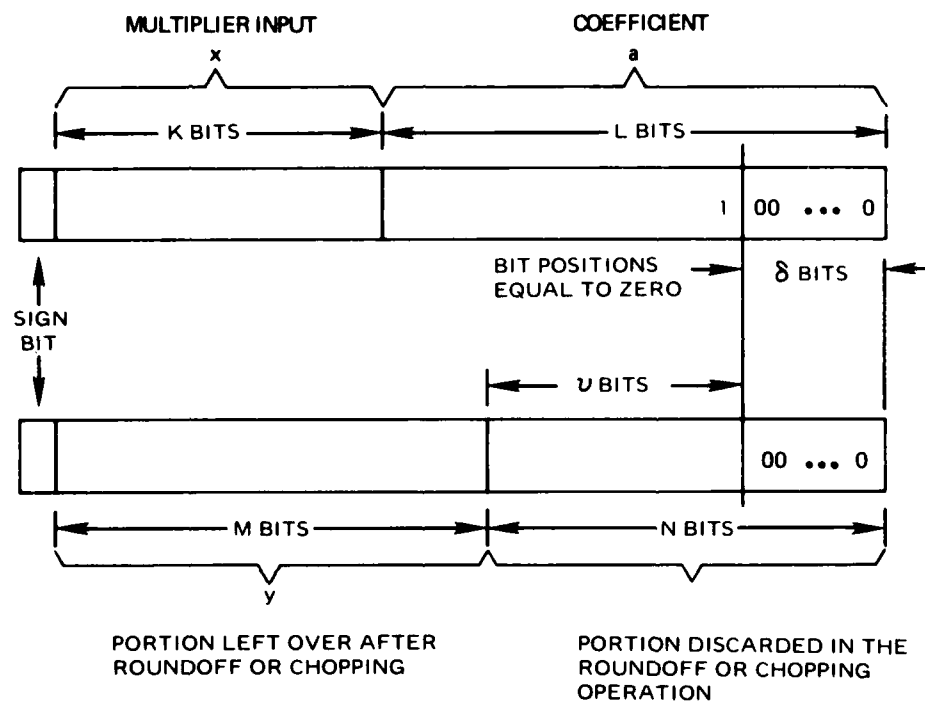 MULTIPLIER INPUT
COEFFICIENT
x
a
K BITS
L BITS
1 00 ••• 0
BIT POSITIONS
EQUAL TO ZERO
δ BITS
SIGN
BIT
υ BITS
00 ••• 0
M BITS
N BITS
y
PORTION LEFT OVER AFTER
ROUNDOFF OR CHOPPING
PORTION DISCARDED IN THE
ROUNDOFF OR CHOPPING
OPERATION